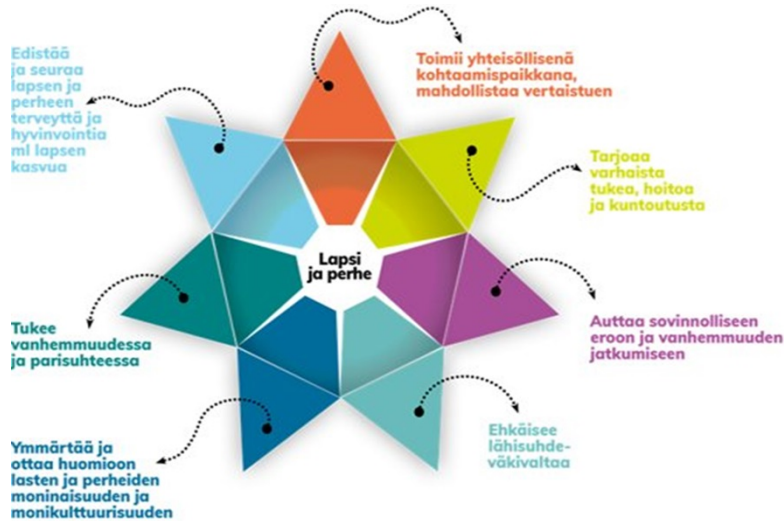 Edistää
ja seuraa
lapsen ja
perheen
terveyttä ja
hyvinvointia
ml lapsen
kasvua
Toimii yhteisöllisenä
kohtaamispaikkana,
mahdollistaa vertaistuen
Tarjoaa
varhaista
tukea, hoitoa
ja kuntoutusta
Lapsi
ja perhe
Tukee
vanhemmuudessa
ja parisuhteessa
Auttaa sovinnolliseen
eroon ja vanhemmuuden
jatkumiseen
Ymmärtää ja
ottaa huomioon
lasten ja perheiden
moninaisuuden ja
monikulttuurisuuden
Ehkäisee
lähisuhde-
väkivaltaa